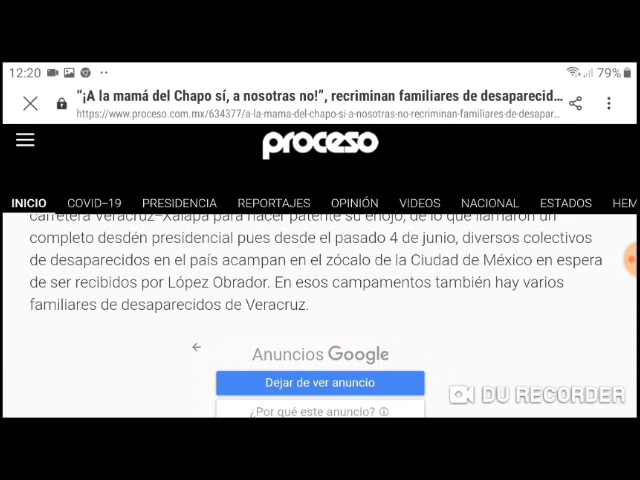 12:20
79%
“¡A la mamá del Chapo sí, a nosotras no!”, recriminan familiares de desaparecid...
https://www.proceso.com.mx/634377/a-la-mama-del-chapo-si-a-nosotras-no-recriminan-familiares-de-desapar...
proceso
INICIO COVID-19 PRESIDENCIA REPORTAJES OPINIÓN VIDEOS NACIONAL ESTADOS HEM
carretera Veracruz-Xalapa para hacer patente su enojo, de lo que llamaron un
completo desdén presidencial pues desde el pasado 4 de junio, diversos colectivos
de desaparecidos en el país acampan en el zócalo de la Ciudad de México en espera
de ser recibidos por López Obrador. En esos campamentos también hay varios
familiares de desaparecidos de Veracruz.
Anuncios Google
Dejar de ver anuncio
¿Por qué este anuncio?
DU RECORDER